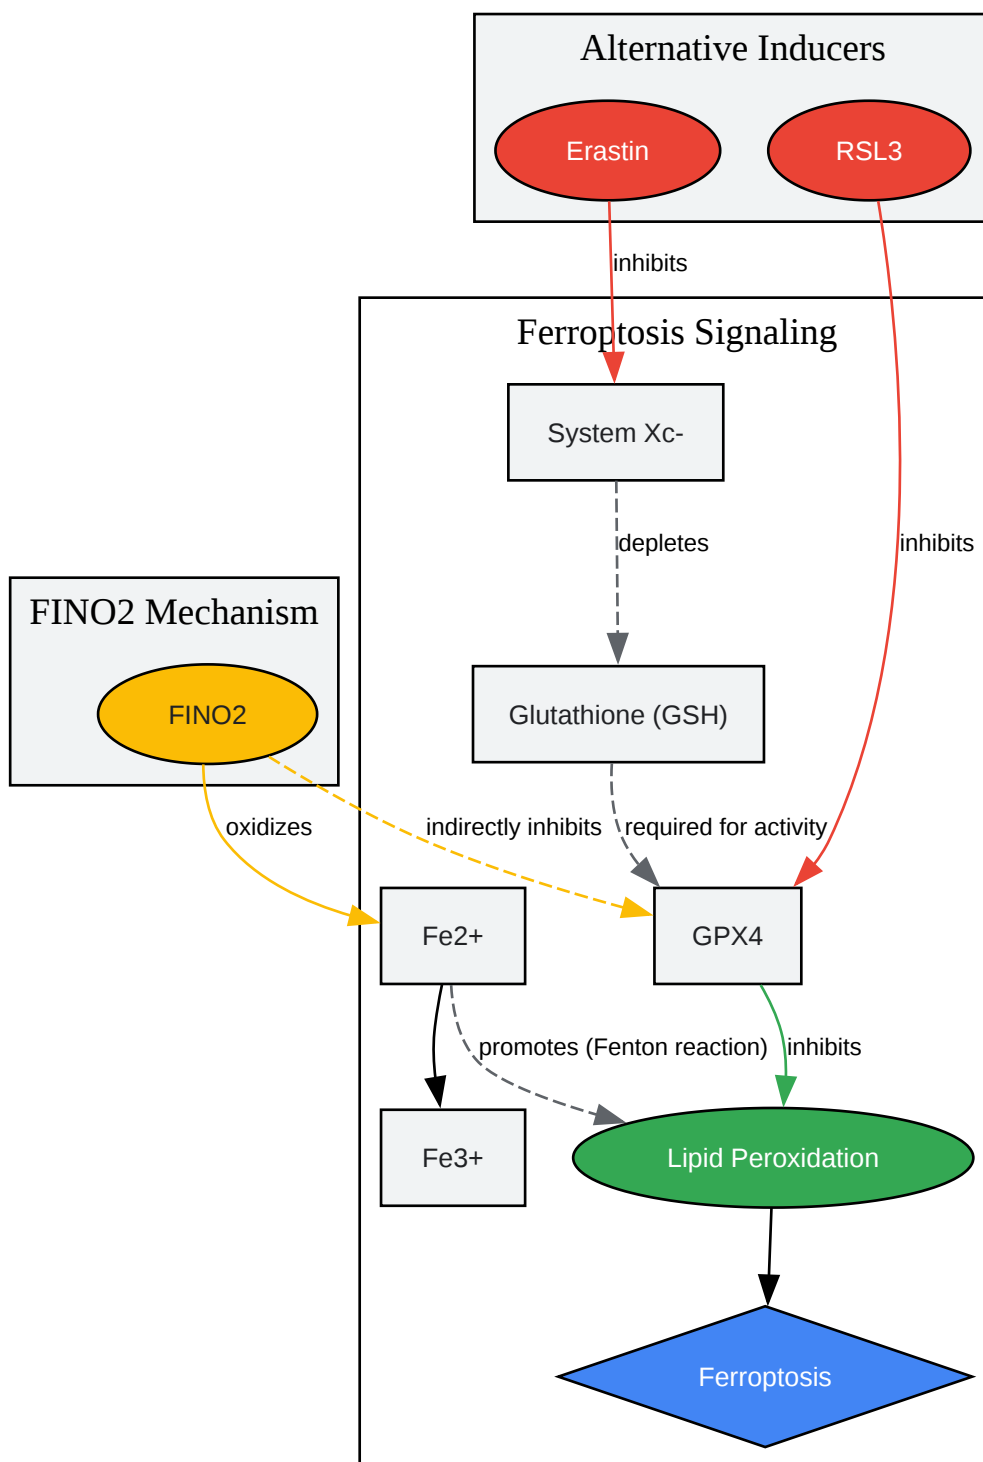 Alternative Inducers
Erastin
RSL3
inhibits
Ferroptosis Signaling
System Xc-
depletes
inhibits
FINO2 Mechanism
FINO2
Glutathione (GSH)
oxidizes
indirectly inhibits
required for activity
Fe2+
GPX4
promotes (Fenton reaction)
inhibits
Fe3+
Lipid Peroxidation
Ferroptosis